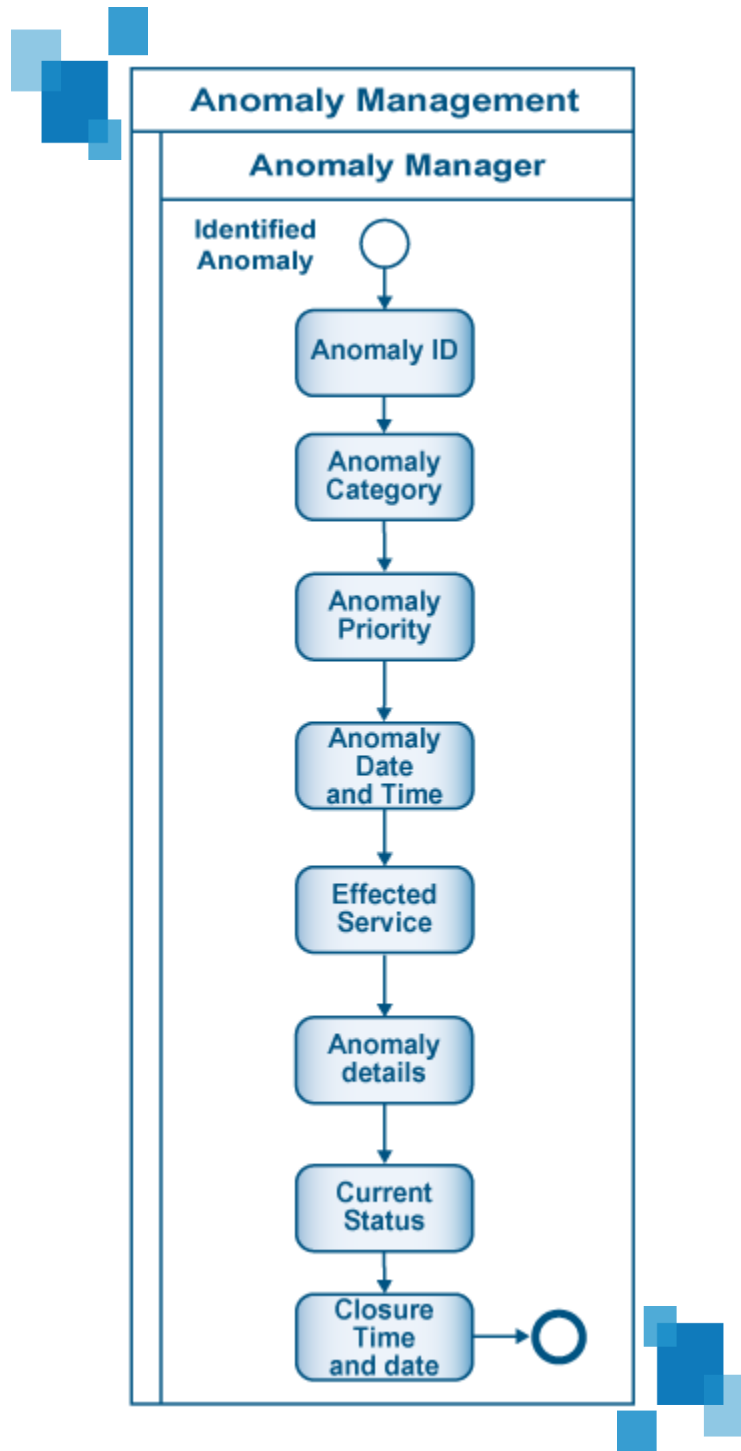 Anomaly Management
Anomaly Manager
Identified
Anomaly
Anomaly ID
Anomaly
Category
Anomaly
Priority
Anomaly
Date
and Time
Effected
Service
Anomaly
details
Current
Status
Closure
Time
and date